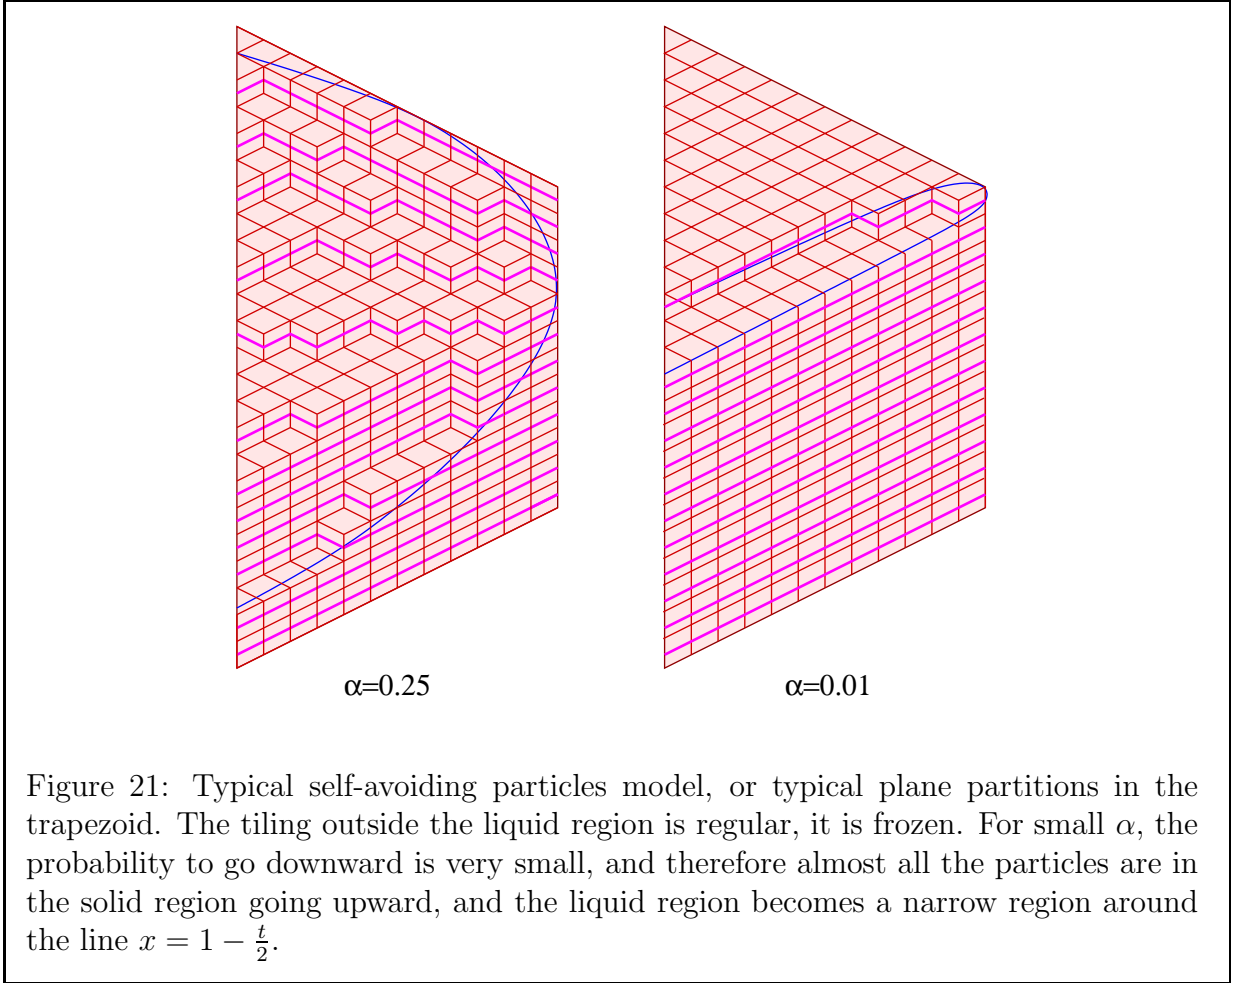 α=0.25
α=0.01
Figure 21: Typical self-avoiding particles model, or typical plane partitions in the
trapezoid. The tiling outside the liquid region is regular, it is frozen. For small α, the
probability to go downward is very small, and therefore almost all the particles are in
the solid region going upward, and the liquid region becomes a narrow region around
the line x = 1 − t/2.